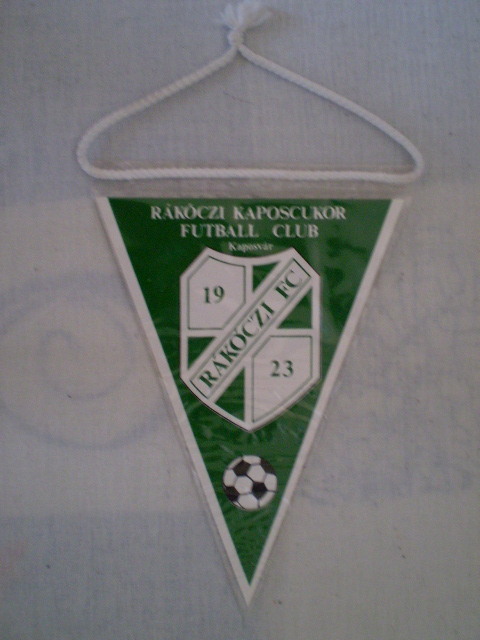 RÁKÓCZI KAPOSCUKOR
FUTBALL CLUB
Kaposvár
19
RÁKÓCZI FC
23